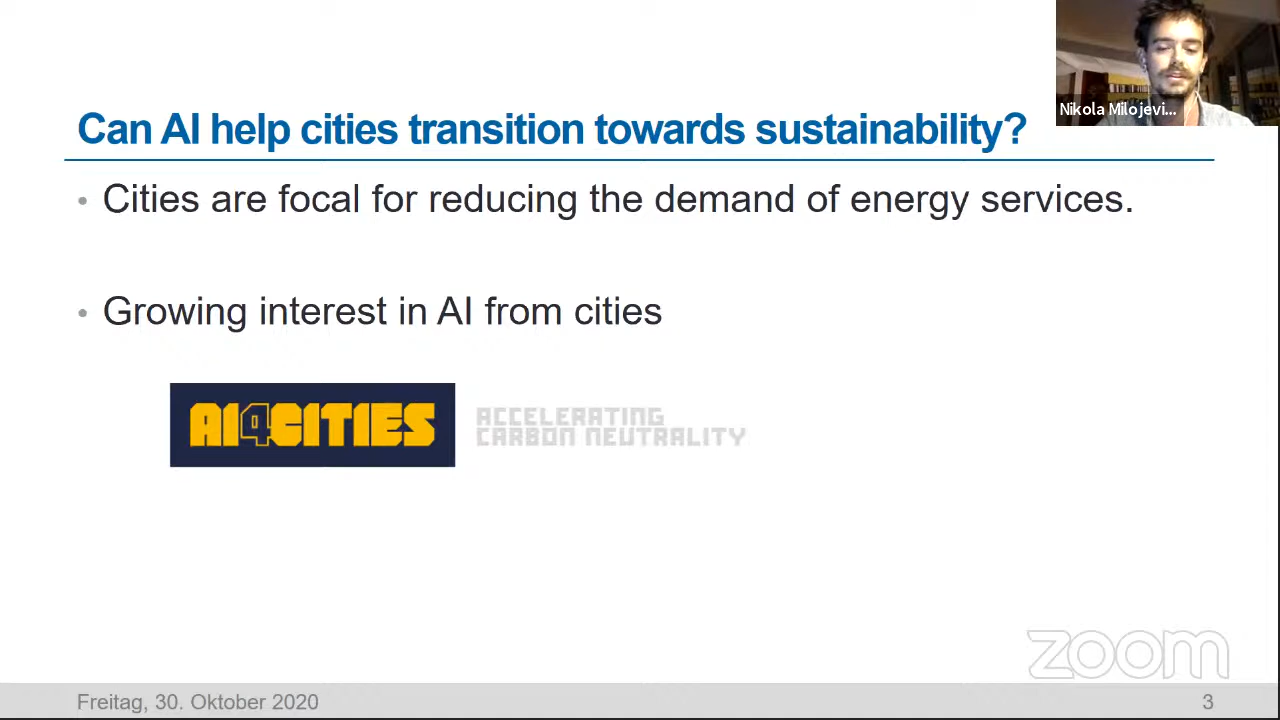 Nikola Milojevi...
Can AI help cities transition towards sustainability?
• Cities are focal for reducing the demand of energy services.
• Growing interest in AI from cities
AI4CITIES
ACCELERATING
CARBON NEUTRALITY
zoom
Freitag, 30. Oktober 2020
3